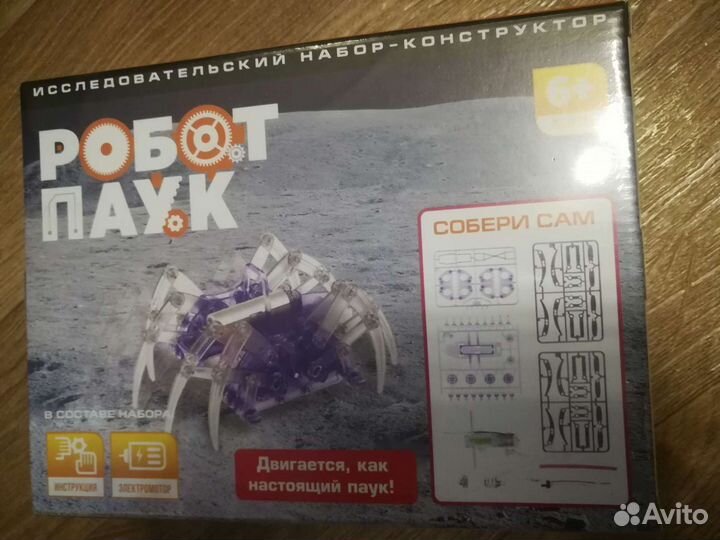 ИССЛЕДОВАТЕЛЬСКИЙ НАБОР-КОНСТРУКТОР
6+
РОБОТ
ПАУК
СОБЕРИ САМ
В СОСТАВЕ НАБОРА
ИНСТРУКЦИЯ
ЭЛЕКТРОМОТОР
Двигается, как
настоящий паук!
Avito